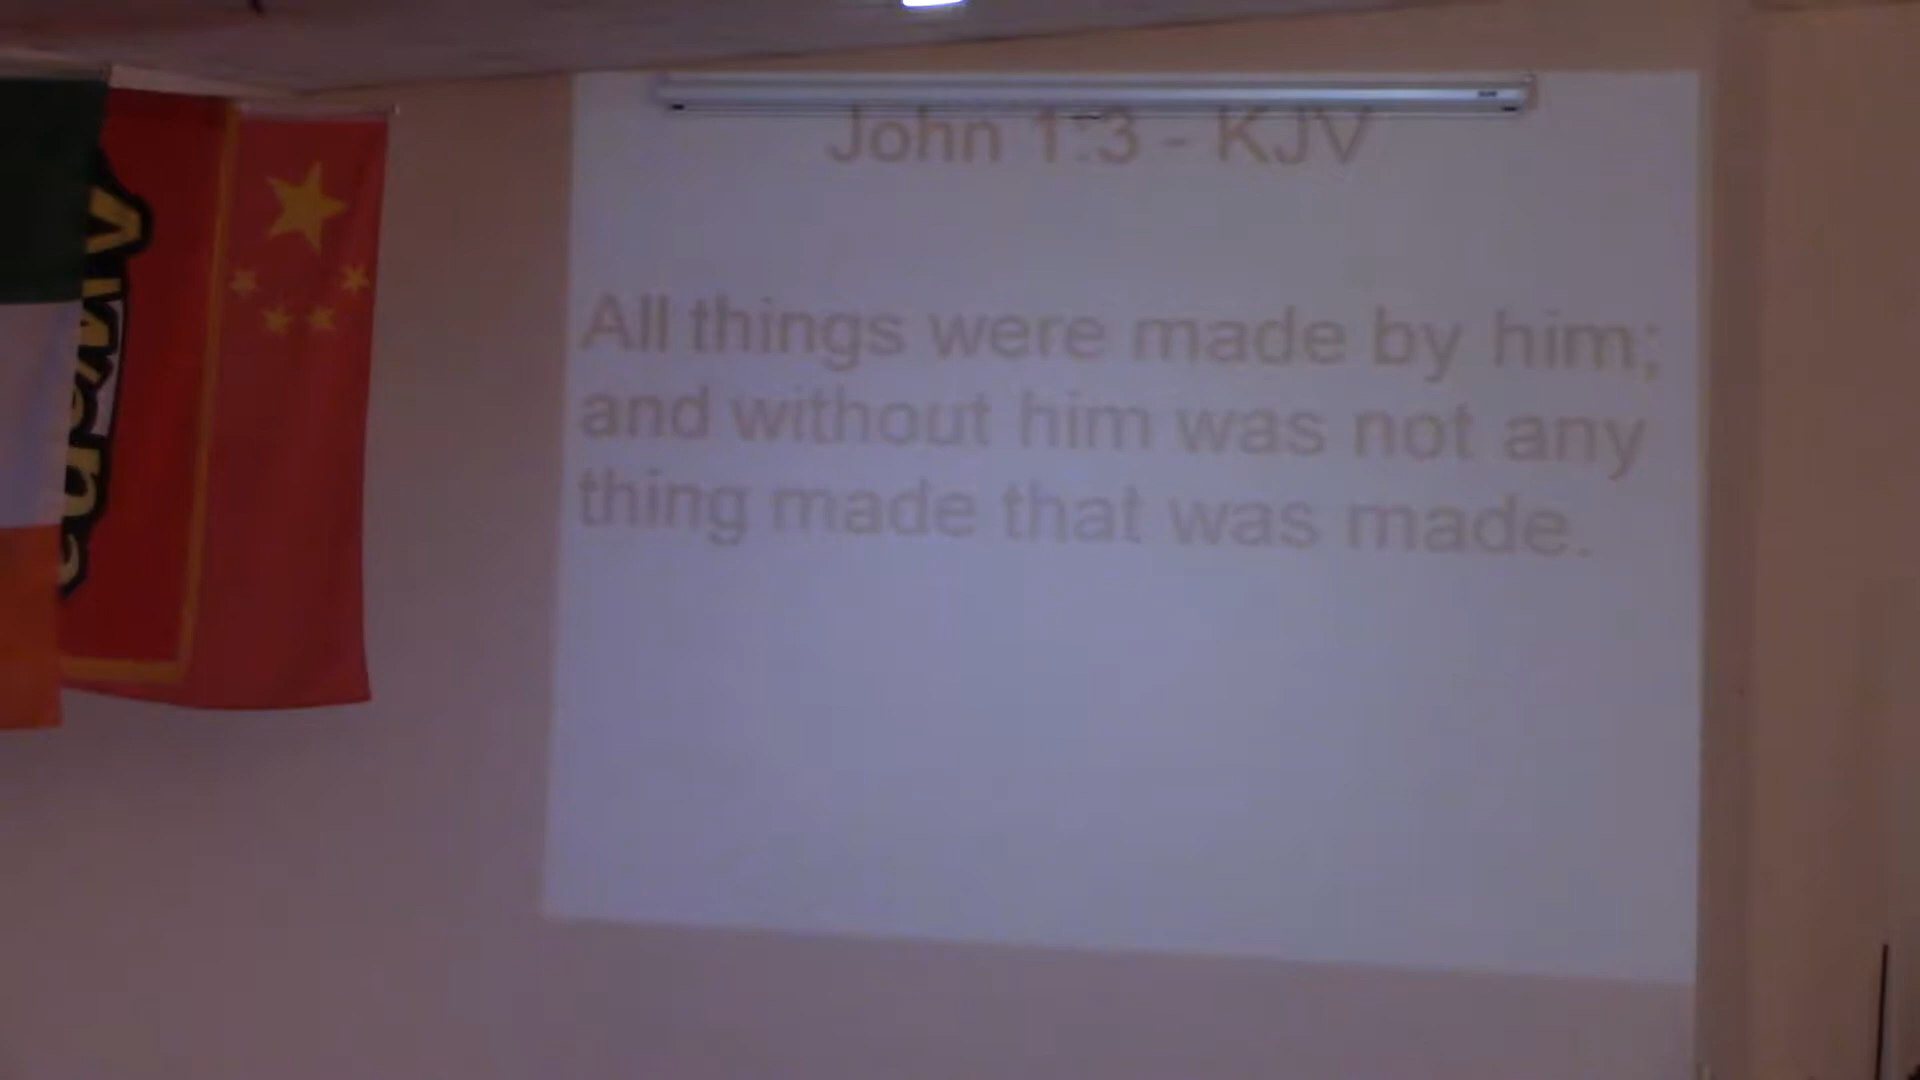 John 1:3 - KJV
All things were made by him;
and without him was not any
thing made that was made.